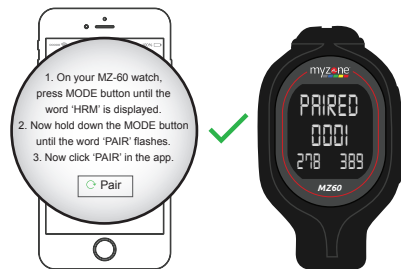 1. On your MZ-60 watch,
press MODE button until the
word ‘HRM’ is displayed.
2. Now hold down the MODE button
until the word ‘PAIR’ flashes.
3. Now click ‘PAIR’ in the app.
Pair
myzone
PAIRED
0001
278 389
MZ60